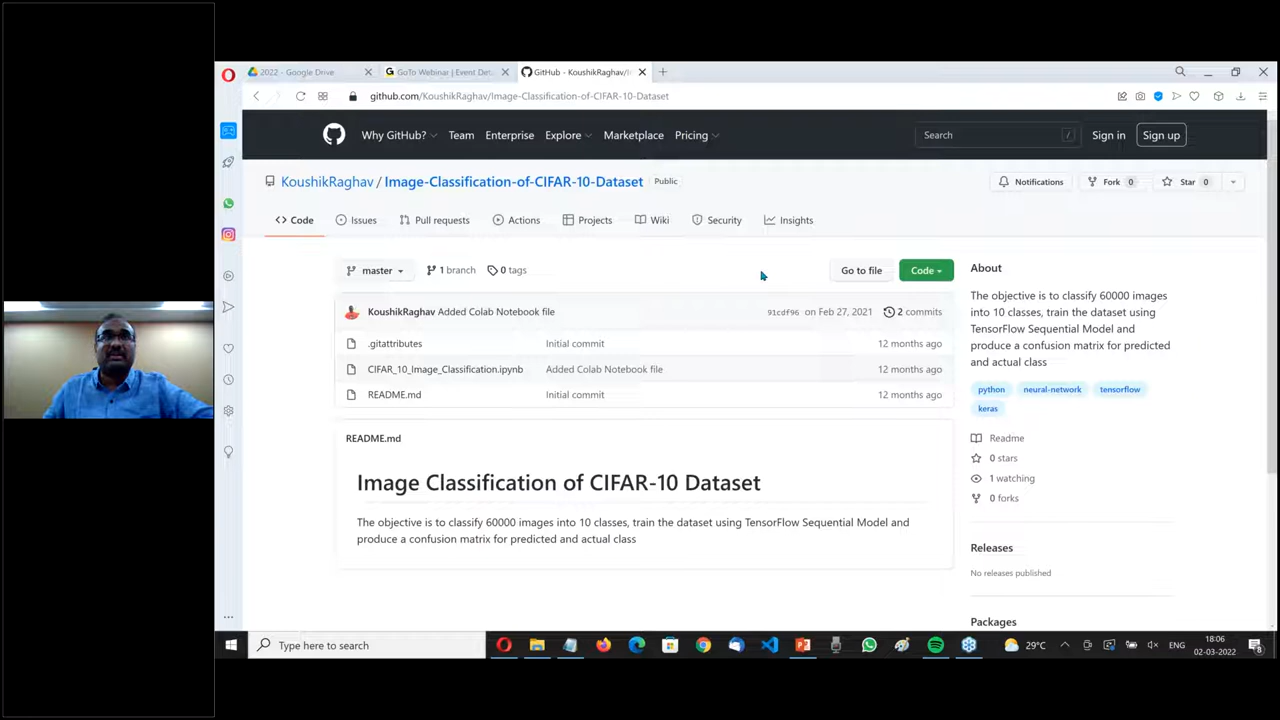 2022 - Google Drive
GoTo Webinar | Event Det
GitHub - KoushikRaghav/I
github.com/KoushikRaghav/Image-Classification-of-CIFAR-10-Dataset
Why GitHub? Team Enterprise Explore Marketplace Pricing
Search /
Sign in Sign up
KoushikRaghav / Image-Classification-of-CIFAR-10-Dataset Public
Notifications Fork 0 Star 0
Code Issues Pull requests Actions Projects Wiki Security Insights
master 1 branch 0 tags
Go to file Code
KoushikRaghav Added Colab Notebook file 91cdf96 on Feb 27, 2021 2 commits
.gitattributes Initial commit 12 months ago
CIFAR_10_Image_Classification.ipynb Added Colab Notebook file 12 months ago
README.md Initial commit 12 months ago
README.md
Image Classification of CIFAR-10 Dataset
The objective is to classify 60000 images into 10 classes, train the dataset using TensorFlow Sequential Model and
produce a confusion matrix for predicted and actual class
About
The objective is to classify 60000 images
into 10 classes, train the dataset using
TensorFlow Sequential Model and
produce a confusion matrix for predicted
and actual class
python neural-network tensorflow
keras
Readme
0 stars
1 watching
0 forks
Releases
No releases published
Packages
Type here to search
29°C
ENG
18:06
02-03-2022